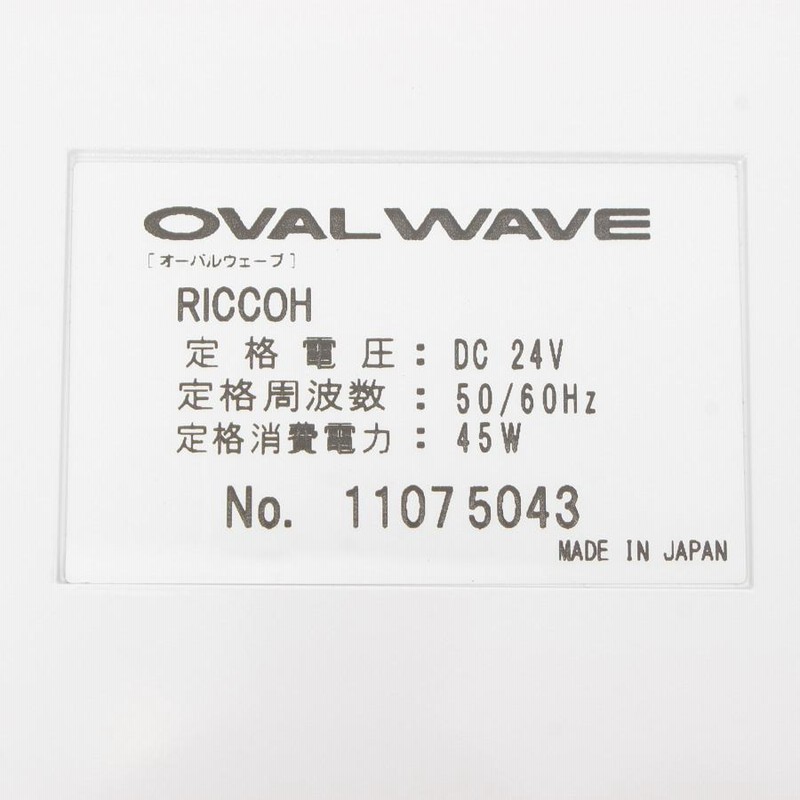 OVALWAVE
[オーバルウェーブ]
RICCOH
定格電圧: DC 24V
定格周波数: 50/60Hz
定格消費電力: 45W
No. 11075043
MADE IN JAPAN